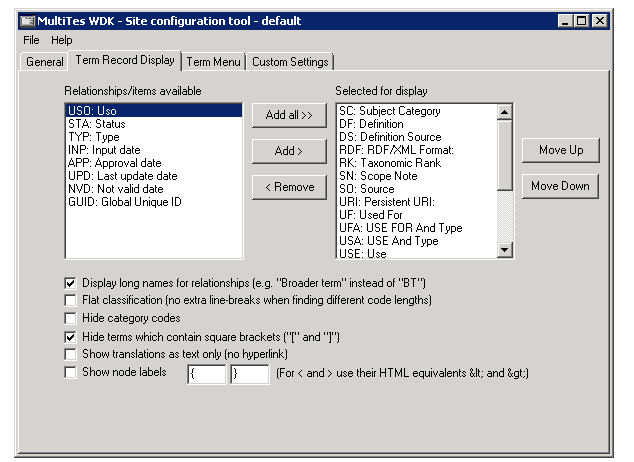 MultiTes WDK - Site configuration tool - default
File Help
General Term Record Display Term Menu Custom Settings
Relationships/items available
USO: Uso
STA: Status
TYP: Type
INP: Input date
APP: Approval date
UPD: Last update date
NVD: Not valid date
GUID: Global Unique ID
Add all >>
Add >
< Remove
Selected for display
SC: Subject Category
DF: Definition
DS: Definition Source
RDF: RDF/XML Format:
RK: Taxonomic Rank
SN: Scope Note
SO: Source
URI: Persistent URI:
UF: Used For
UFA: USE FOR And Type
USA: USE And Type
USE: Use
Move Up
Move Down
Display long names for relationships (e.g. "Broader term" instead of "BT")
Flat classification (no extra line-breaks when finding different code lengths)
Hide category codes
Hide terms which contain square brackets ("[" and "]")
Show translations as text only (no hyperlink)
Show node labels { } (For < and > use their HTML equivalents &lt; and &gt;)